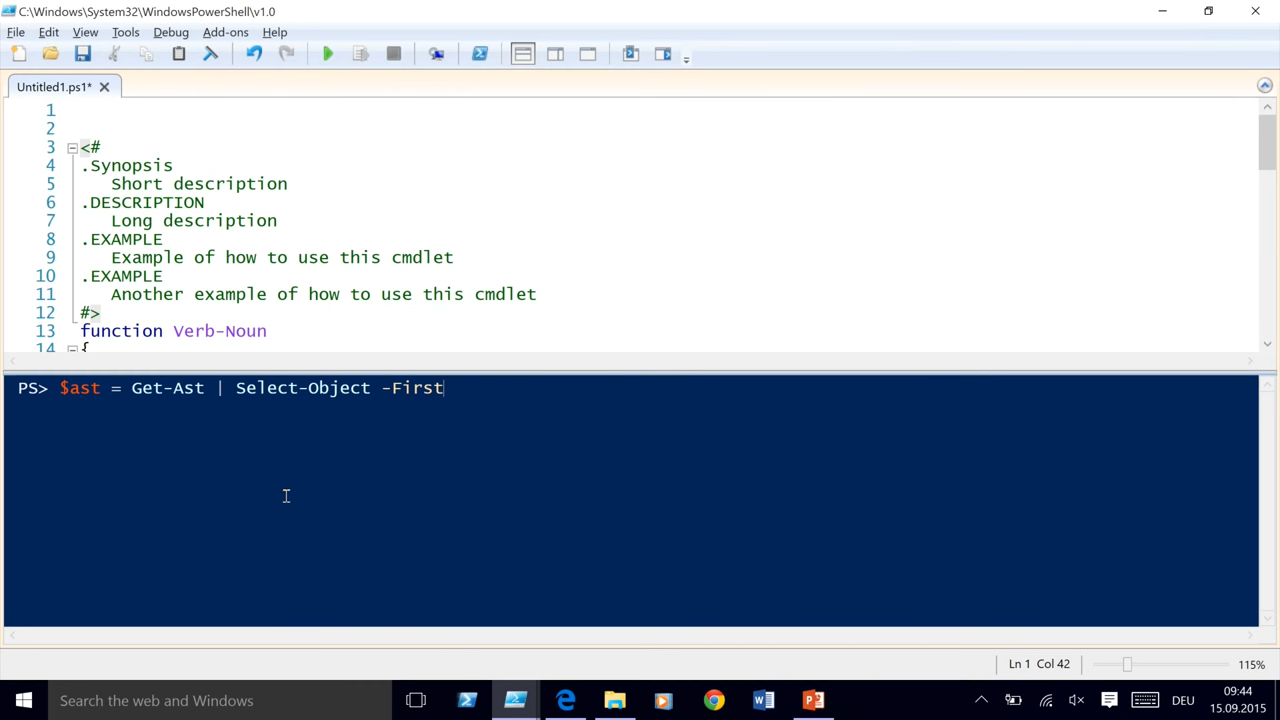 C:\Windows\System32\WindowsPowerShell\v1.0
File Edit View Tools Debug Add-ons Help
Untitled1.ps1*
1
2
3 <#
4 .Synopsis
5 Short description
6 .DESCRIPTION
7 Long description
8 .EXAMPLE
9 Example of how to use this cmdlet
10 .EXAMPLE
11 Another example of how to use this cmdlet
12 #>
13 function Verb-Noun
14 {
PS> $ast = Get-Ast | Select-Object -First
Ln 1 Col 42 115%
Search the web and Windows
DEU
09:44
15.09.2015